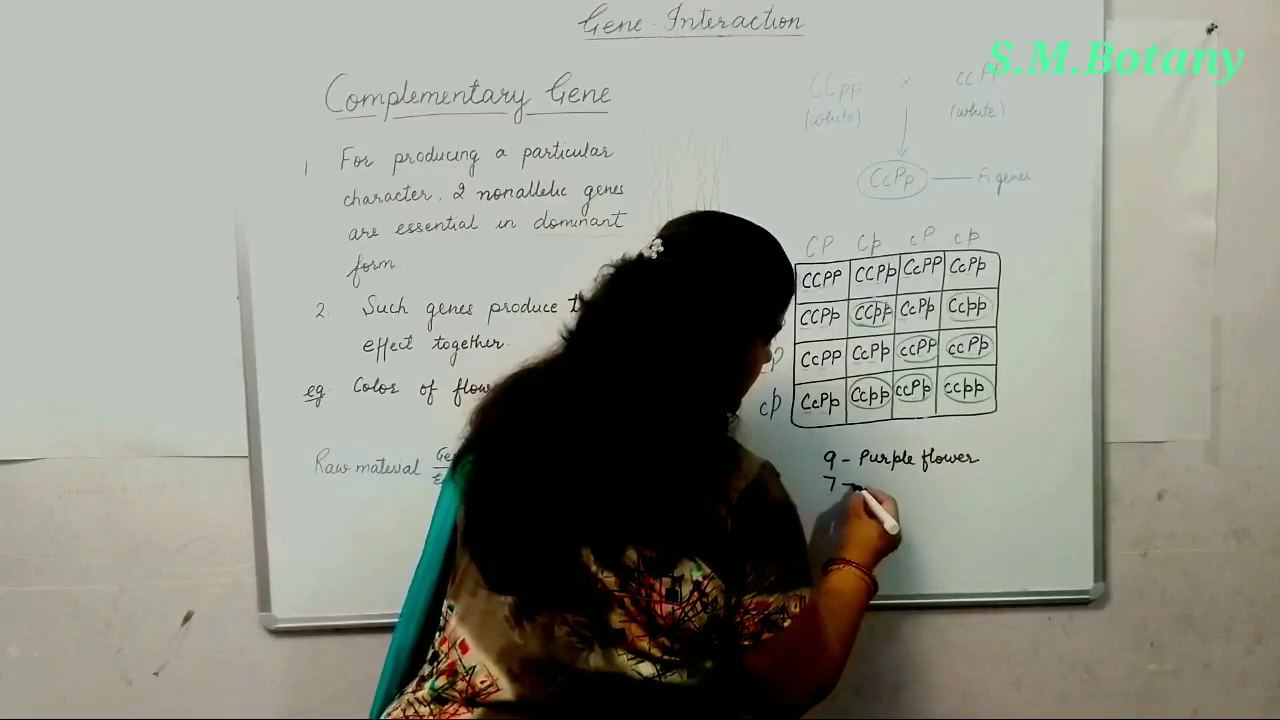 Gene-Interaction
S.M.Botany
Complementary Gene
CCpp × ccPP
(white) (white)
CcPp — F1 gener
1 For producing a particular
character, 2 nonallelic genes
are essential in dominant
form
2. Such genes produce
effect together.
eg. Color of
Raw material
CP Cp cP cp
CCPP CCPp CcPP CcPp
CCPp CCpp CcPp Ccpp
CcPP CcPp ccPP ccPp
cp CcPp Ccpp ccPp ccpp
9 - Purple flower
7 -